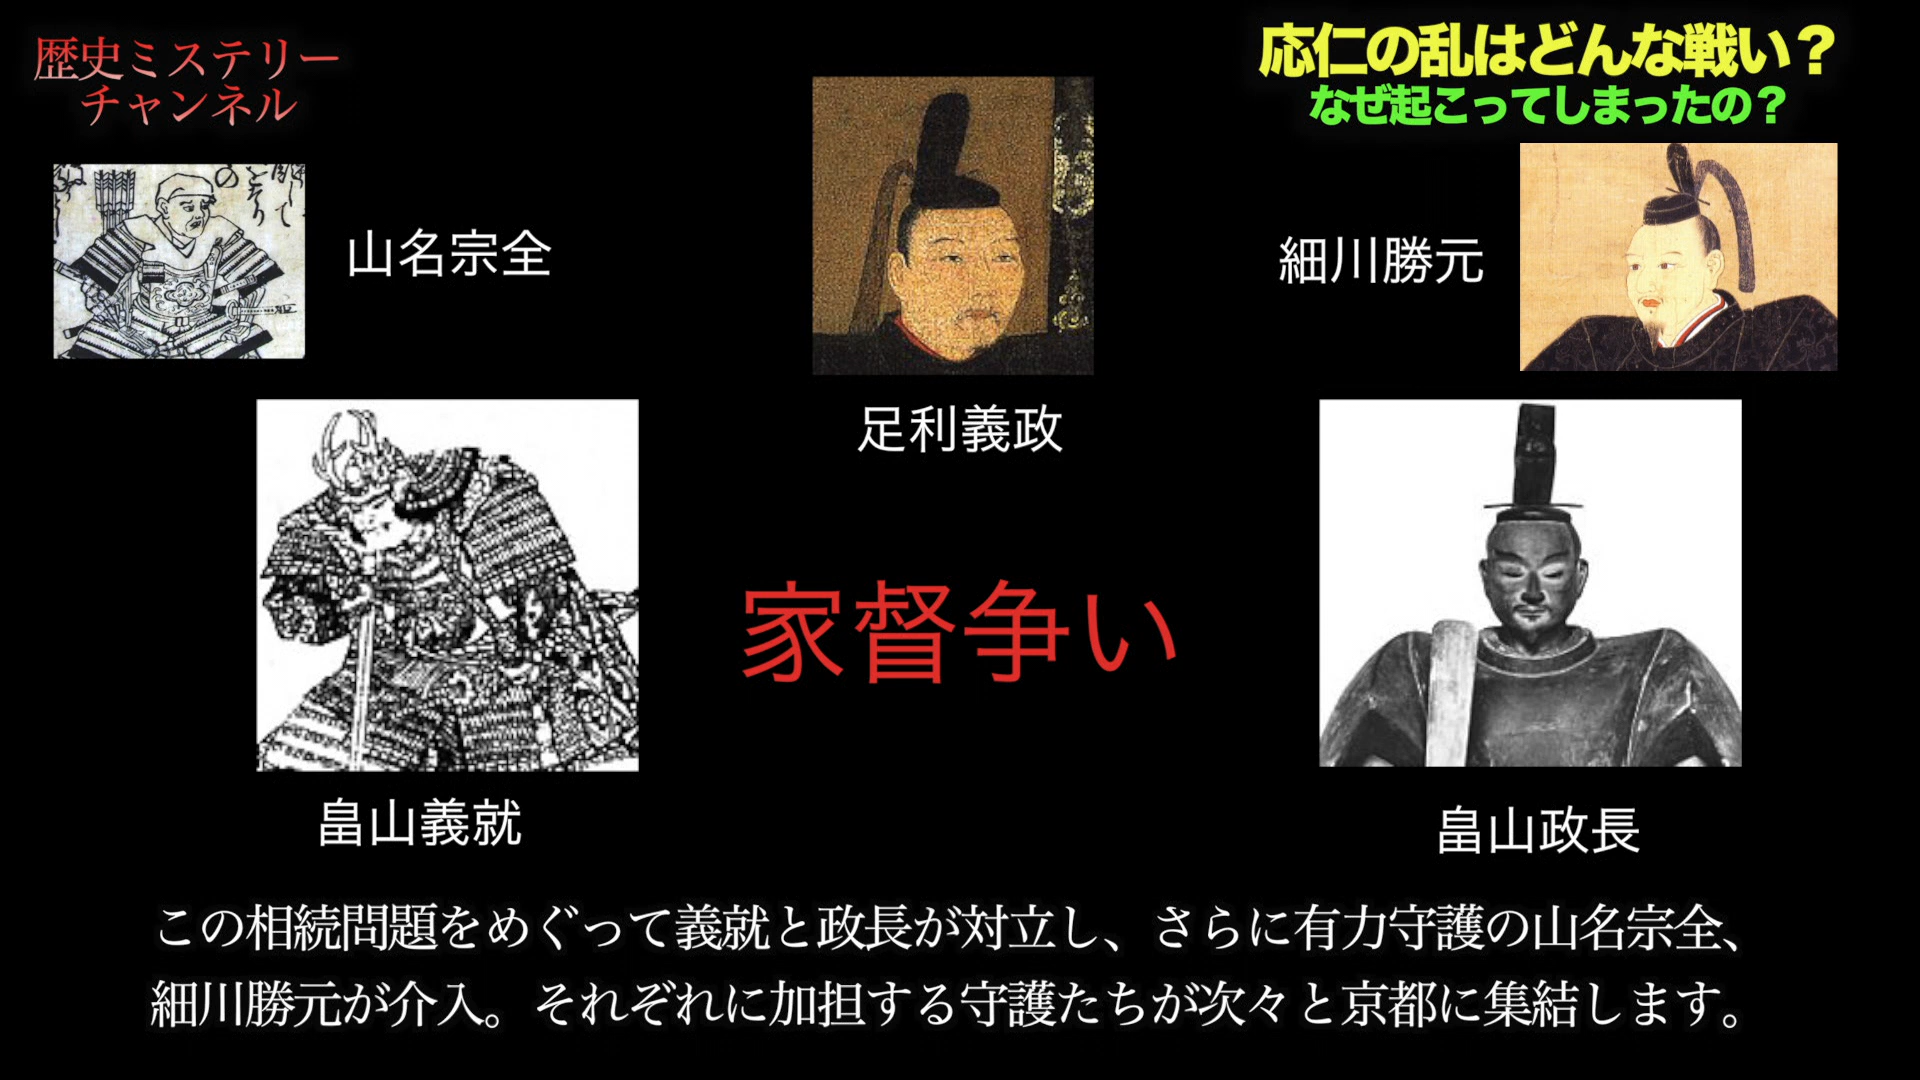 歴史ミステリー
チャンネル
応仁の乱はどんな戦い？
なぜ起こってしまったの？
山名宗全
細川勝元
足利義政
家督争い
畠山義就
畠山政長
この相続問題をめぐって義就と政長が対立し、さらに有力守護の山名宗全、
細川勝元が介入。それぞれに加担する守護たちが次々と京都に集結します。